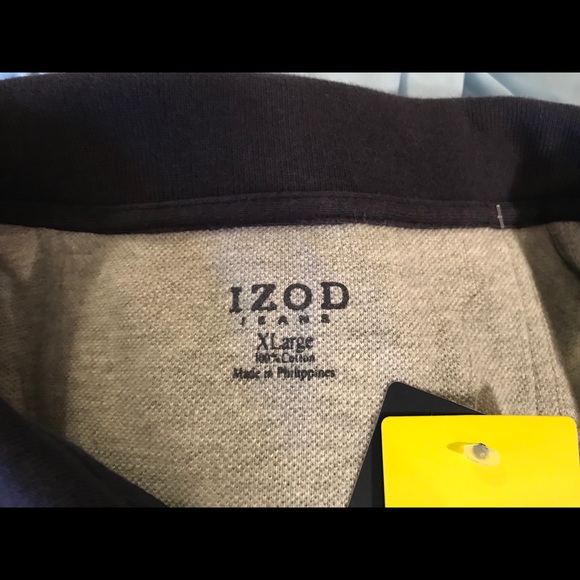 IZOD
JEANS
XLarge
100% Cotton
Made in Philippines